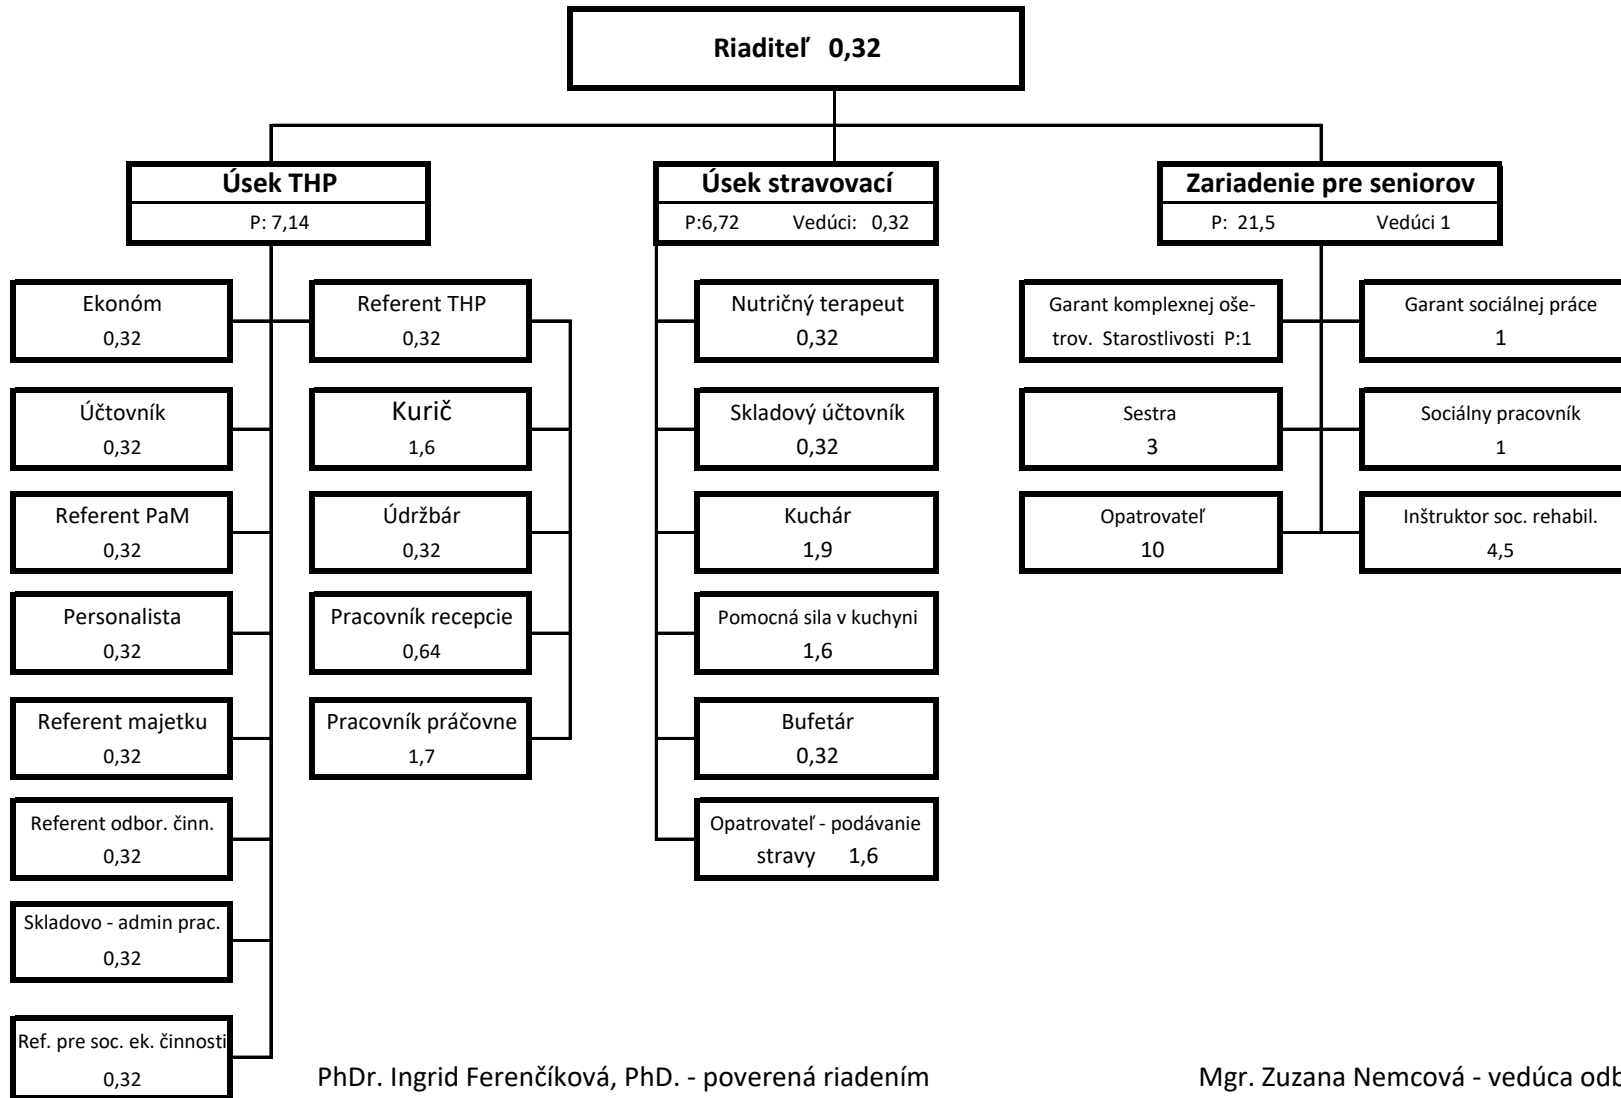 Riaditeľ 0,32
Úsek THP
P: 7,14
Úsek stravovací
P:6,72 Vedúci: 0,32
Zariadenie pre seniorov
P: 21,5 Vedúci 1
Ekonóm
0,32
Účtovník
0,32
Referent PaM
0,32
Personalista
0,32
Referent majetku
0,32
Referent odbor. činn.
0,32
Skladovo - admin prac.
0,32
Ref. pre soc. ek. činnosti
0,32
Referent THP
0,32
Kurič
1,6
Údržbár
0,32
Pracovník recepcie
0,64
Pracovník práčovne
1,7
Nutričný terapeut
0,32
Skladový účtovník
0,32
Kuchár
1,9
Pomocná sila v kuchyni
1,6
Bufetár
0,32
Opatrovateľ - podávanie
stravy 1,6
Garant komplexnej oše-
trov. Starostlivosti P:1
Sestra
3
Opatrovateľ
10
Garant sociálnej práce
1
Sociálny pracovník
1
Inštruktor soc. rehabil.
4,5
PhDr. Ingrid Ferenčíková, PhD. - poverená riadením
Mgr. Zuzana Nemcová - vedúca odb